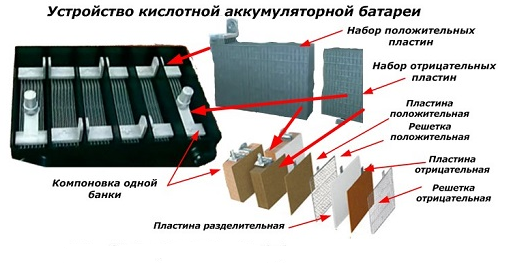 Устройство кислотной аккумуляторной батареи
Набор положительных
пластин
Набор отрицательных
пластин
Пластина
положительная
Решетка
положительная
Пластина
отрицательная
Решетка
отрицательная
Компоновка одной
банки
Пластина разделительная